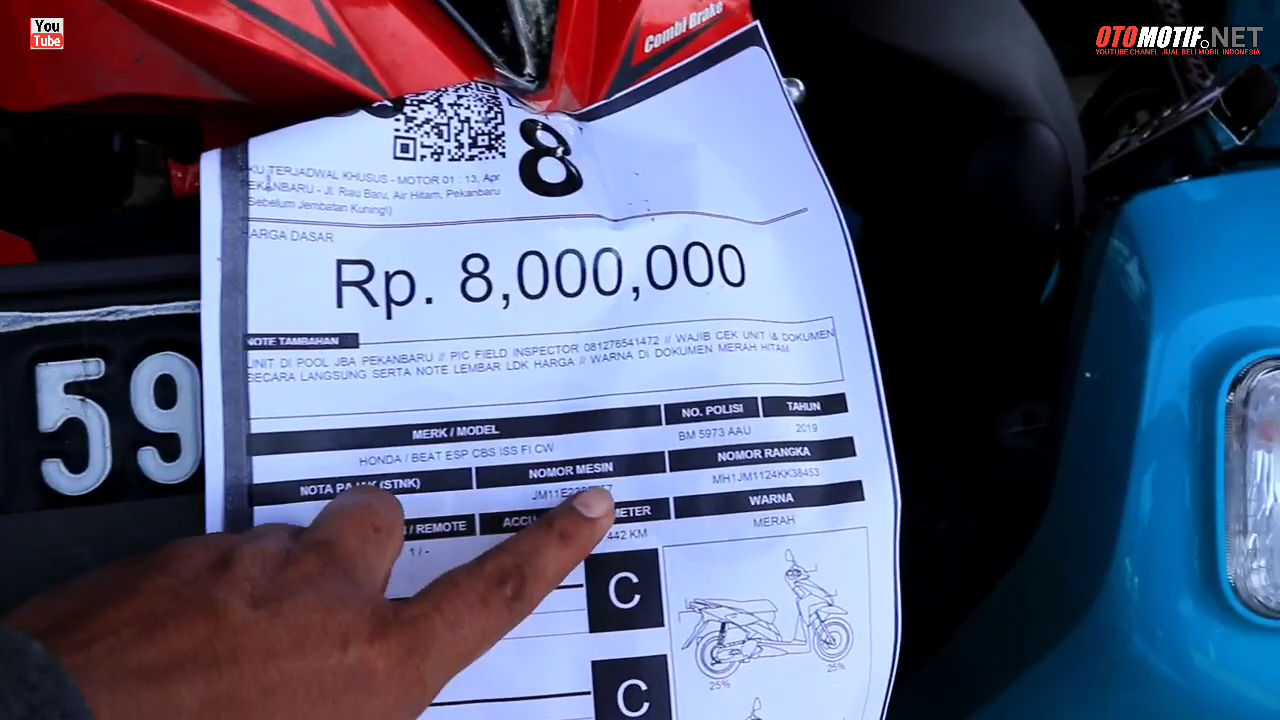 You
Tube
OTOMOTIF.NET
YOUTUBE CHANEL JUAL BELI MOBIL INDONESIA
Combi Brake
8
TERJADWAL KHUSUS - MOTOR 01 : 13, Apr
PEKANBARU - Jl. Riau Baru, Air Hitam, Pekanbaru
Sebelum Jembatan Kuning!)
HARGA DASAR
Rp. 8,000,000
NOTE TAMBAHAN
UNIT DI POOL JBA PEKANBARU // PIC FIELD INSPECTOR 081276541472 // WAJIB CEK UNIT & DOKUMEN
SECARA LANGSUNG SERTA NOTE LEMBAR LDK HARGA // WARNA DI DOKUMEN MERAH HITAM
MERK / MODEL NO. POLISI TAHUN
HONDA / BEAT ESP CBS ISS FI CW BM 5973 AAU 2019
NOTA PAJAK (STNK) NOMOR MESIN NOMOR RANGKA
MH1JM1124KK38453
/ REMOTE ACCU WARNA
1 / - 442 KM MERAH
C
25%
25%
C
59